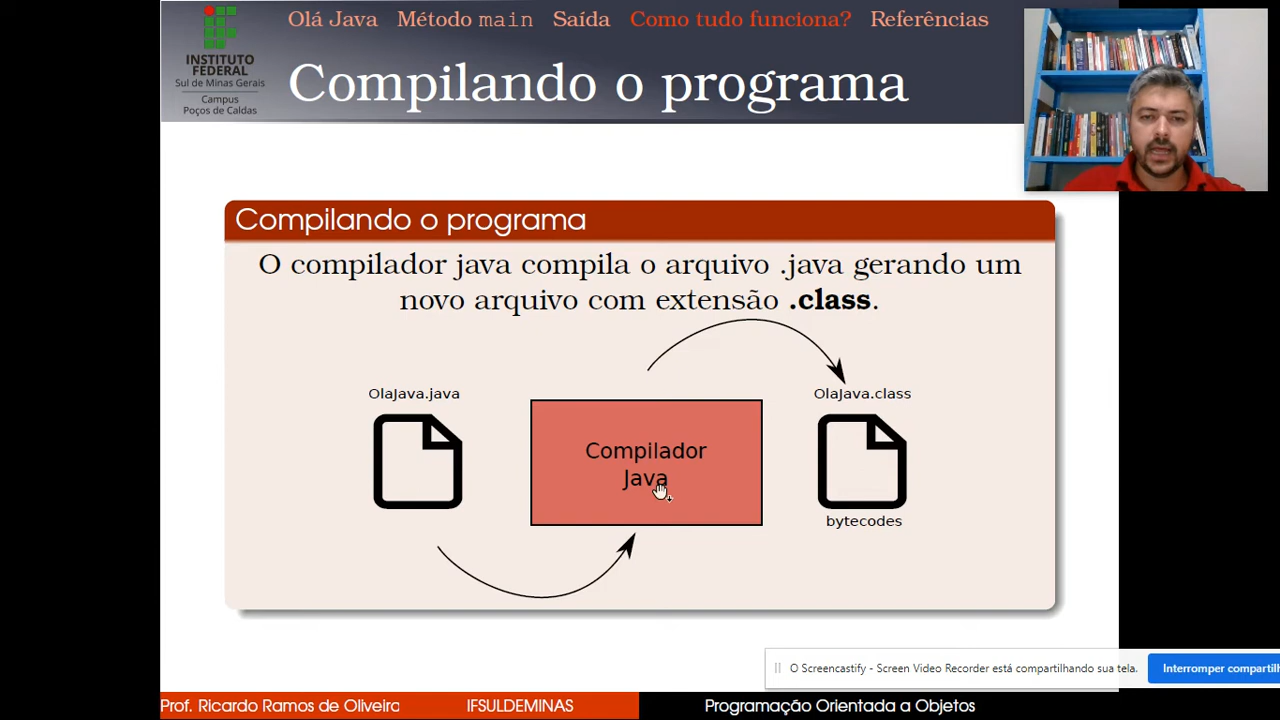 Olá Java Método main Saída Como tudo funciona? Referências
INSTITUTO
FEDERAL
Sul de Minas Gerais
Campus
Poços de Caldas
Compilando o programa
Compilando o programa
O compilador java compila o arquivo .java gerando um
novo arquivo com extensão .class.
OlaJava.java
Compilador
Java
OlaJava.class
bytecodes
O Screencastify - Screen Video Recorder está compartilhando sua tela.
Interromper compartil
Prof. Ricardo Ramos de Oliveira IFSULDEMINAS Programação Orientada a Objetos